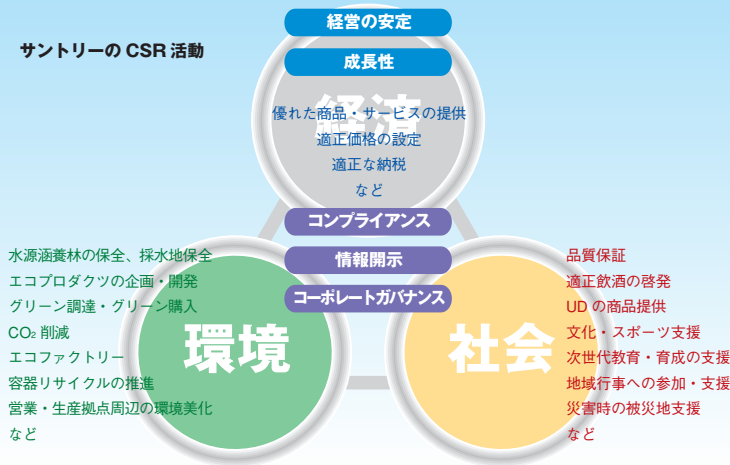 サントリーの CSR 活動
経営の安定
成長性
経済
優れた商品・サービスの提供
適正価格の設定
適正な納税
など
コンプライアンス
情報開示
コーポレートガバナンス
環境
水源涵養林の保全、採水地保全
エコプロダクツの企画・開発
グリーン調達・グリーン購入
CO₂ 削減
エコファクトリー
容器リサイクルの推進
営業・生産拠点周辺の環境美化
など
社会
品質保証
適正飲酒の啓発
UD の商品提供
文化・スポーツ支援
次世代教育・育成の支援
地域行事への参加・支援
災害時の被災地支援
など